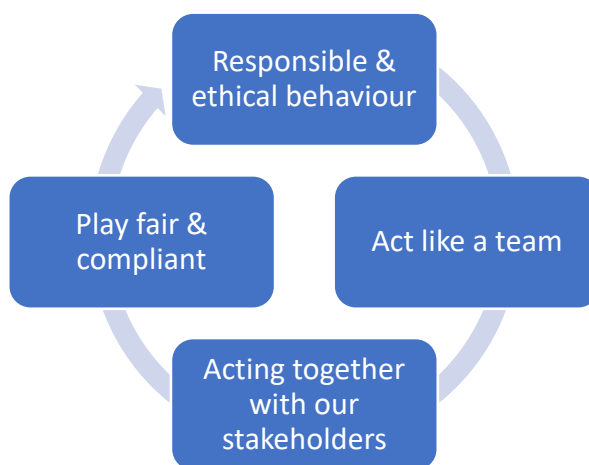 Responsible &
ethical behaviour
Act like a team
Acting together
with our
stakeholders
Play fair &
compliant